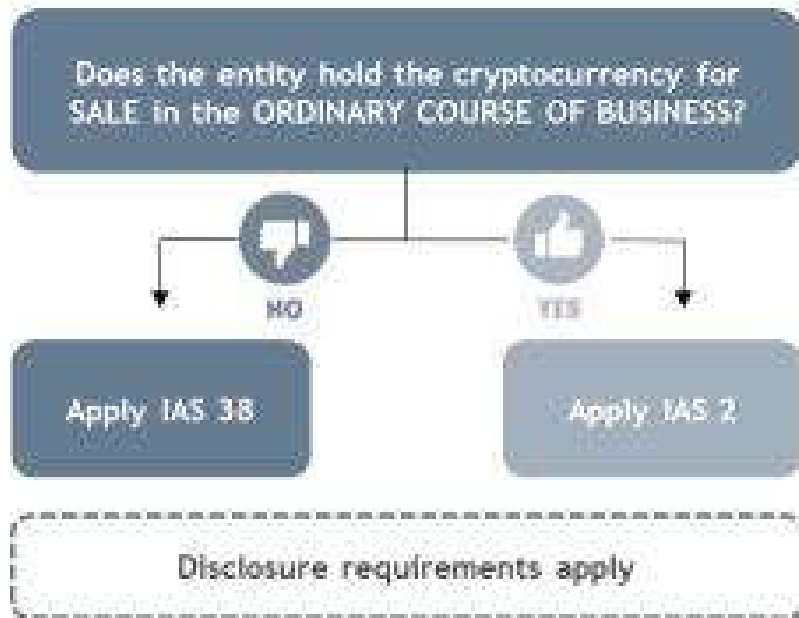 Does the entity hold the cryptocurrency for
SALE in the ORDINARY COURSE OF BUSINESS?
NO
YES
Apply IAS 38
Apply IAS 2
Disclosure requirements apply